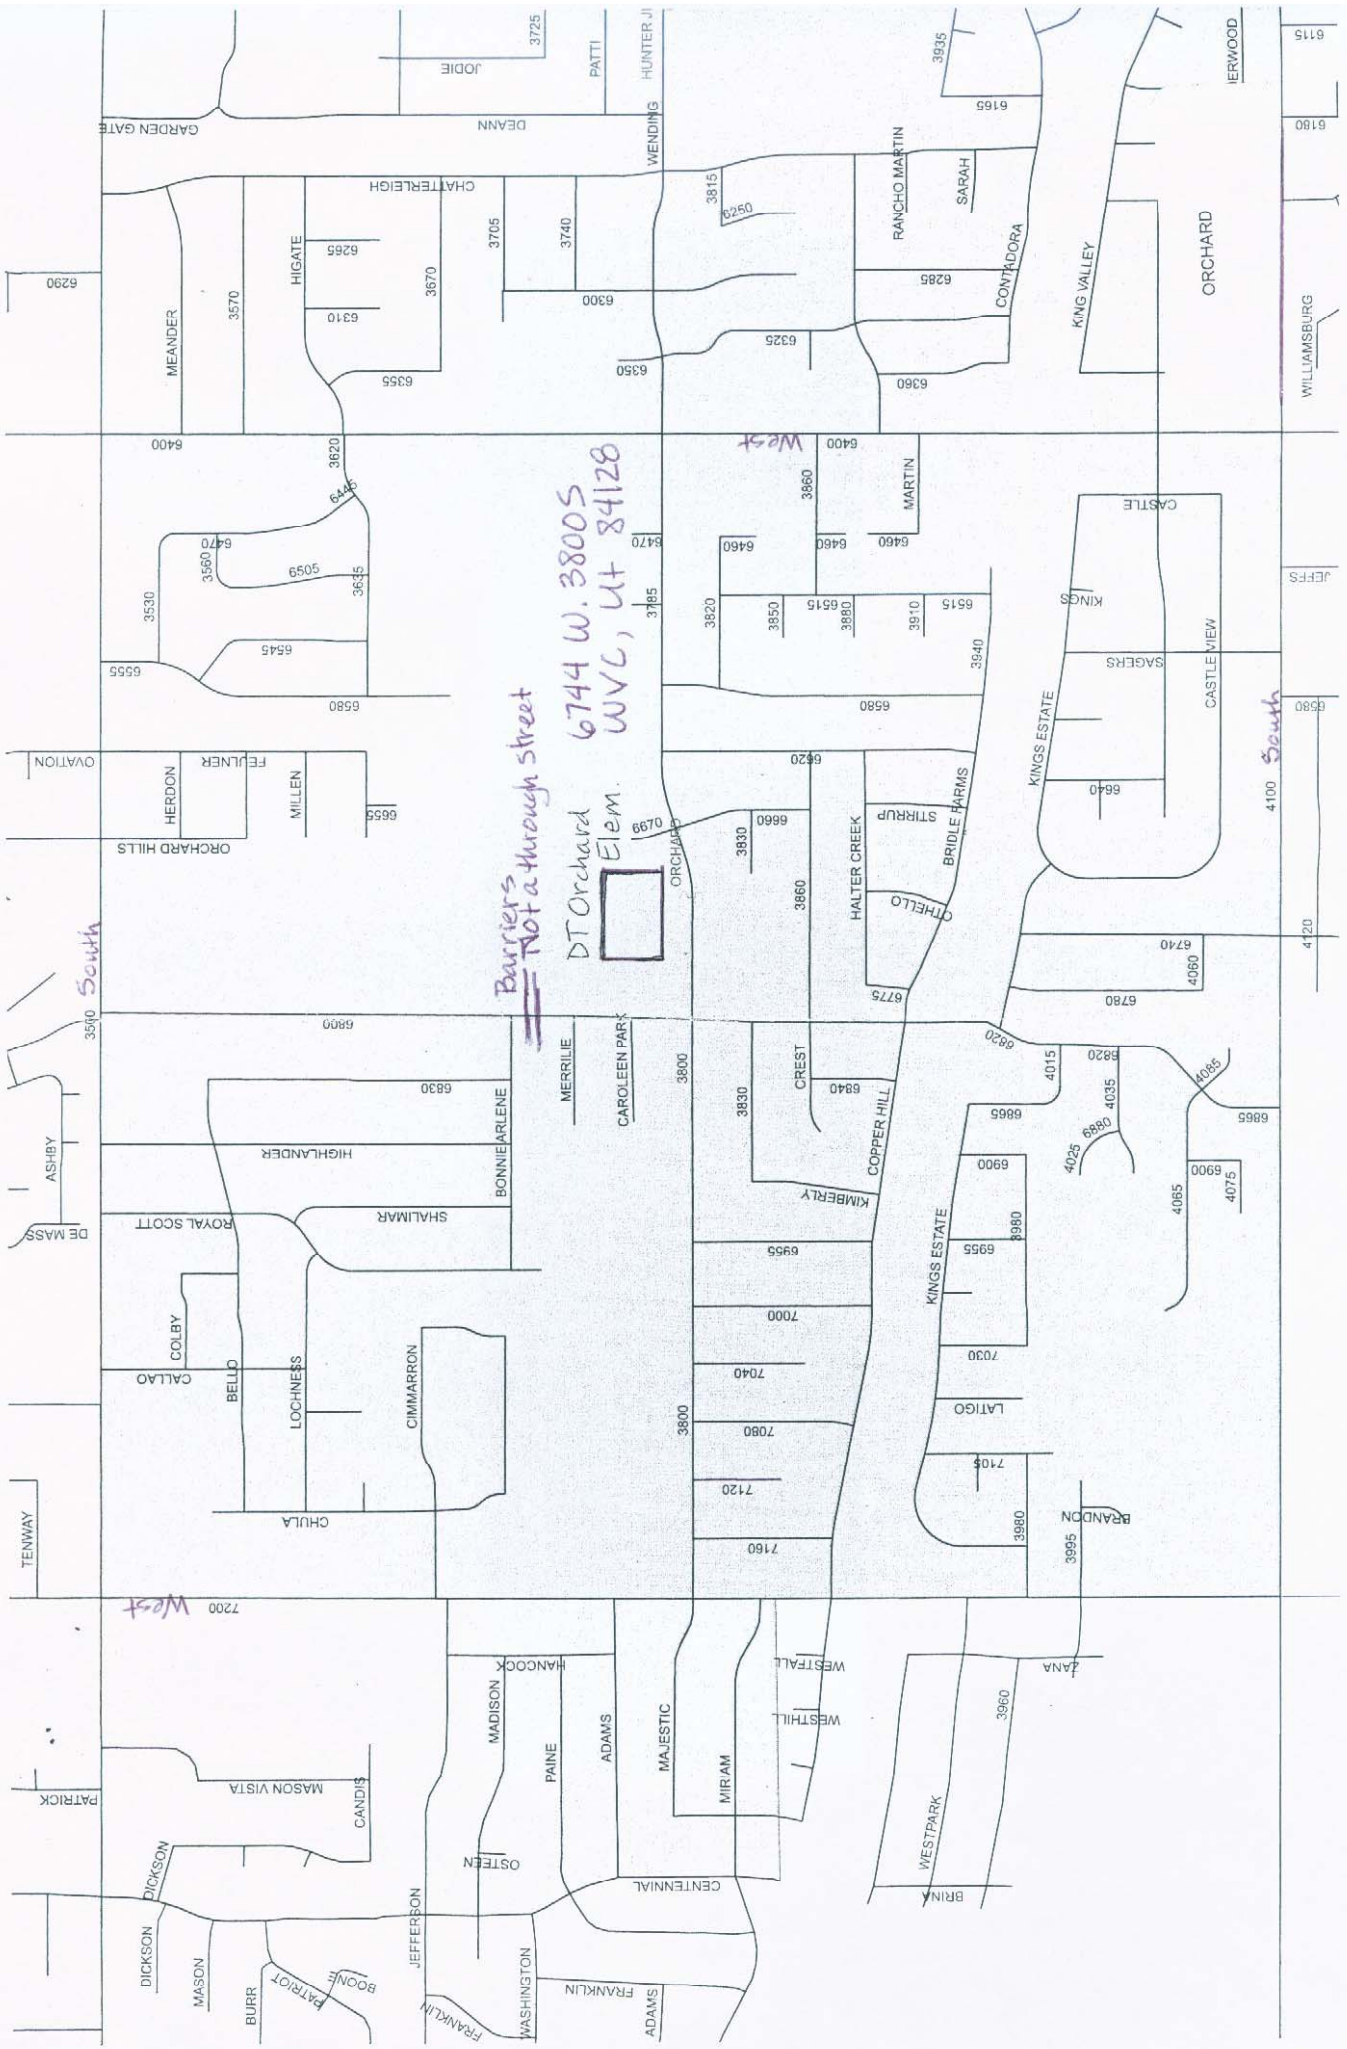 TENWAY
PATRICK
DE MASS
ASHBY
OVATION
6290
3500 South
DICKSON
DICKSON
MASON
CALLAO
COLBY
ROYAL SCOTT
ORCHARD HILLS
HERDON
6555
3530
6400
MEANDER
GARDEN GATE
BURR
PATRIOT
MASON VISTA
7200 West
BELLO
FEULNER
3560
6470
3570
CHULA
LOCHNESS
HIGHLANDER
MILLEN
6545
6505
HIGATE
6265
6310
BOONE
CANDIS
6800
6580
3635
6445
3620
6655
6355
JEFFERSON
FRANKLIN
CIMMARRON
SHALIMAR
6830
3670
CHATTERLEIGH
JODIE
OSTEEN
MADISON
BONNIE ARLENE
3705
DEANN
WASHINGTON
HANCOCK
PAINE
Barriers
Not a through street
3740
3725
MERRILIE
FRANKLIN
ADAMS
CAROLEEN PARK
DT Orchard
Elem.
6744 W. 3800 S
WVC, Ut 84128
6300
PATTI
ADAMS
MAJESTIC
CENTENNIAL
6670
3785
6470
6350
WENDING
HUNTER
3800
3800
ORCHARD
MIRIAM
7120
7040
3830
3830
3820
6460
3815
6250
7160
7080
7000
6955
6660
3850
West
6325
WESTFALL
WESTHILL
CREST
3860
6620
6515
3860
6400
6460
KIMBERLY
6840
HALTER CREEK
3880
COPPER HILL
6775
STIRRUP
OTHELLO
6580
3910
6460
MARTIN
6360
RANCHO MARTIN
WESTPARK
BRINA
KINGS ESTATE
BRIDLE FARMS
6515
6285
3935
LATIGO
7030
6955
6900
6865
3940
SARAH
6165
3960
7105
3980
3980
6820
KINGS ESTATE
CONTADORA
ZANA
3995
BRANDON
4025
6880
4015
6820
4035
KINGS
KING VALLEY
6640
SAGERS
CASTLE
4065
6900
4075
4085
6780
6740
4060
CASTLE VIEW
ORCHARD
ERWOOD
6865
4100 South
4120
6580
JEFFS
WILLIAMSBURG
6180
6115